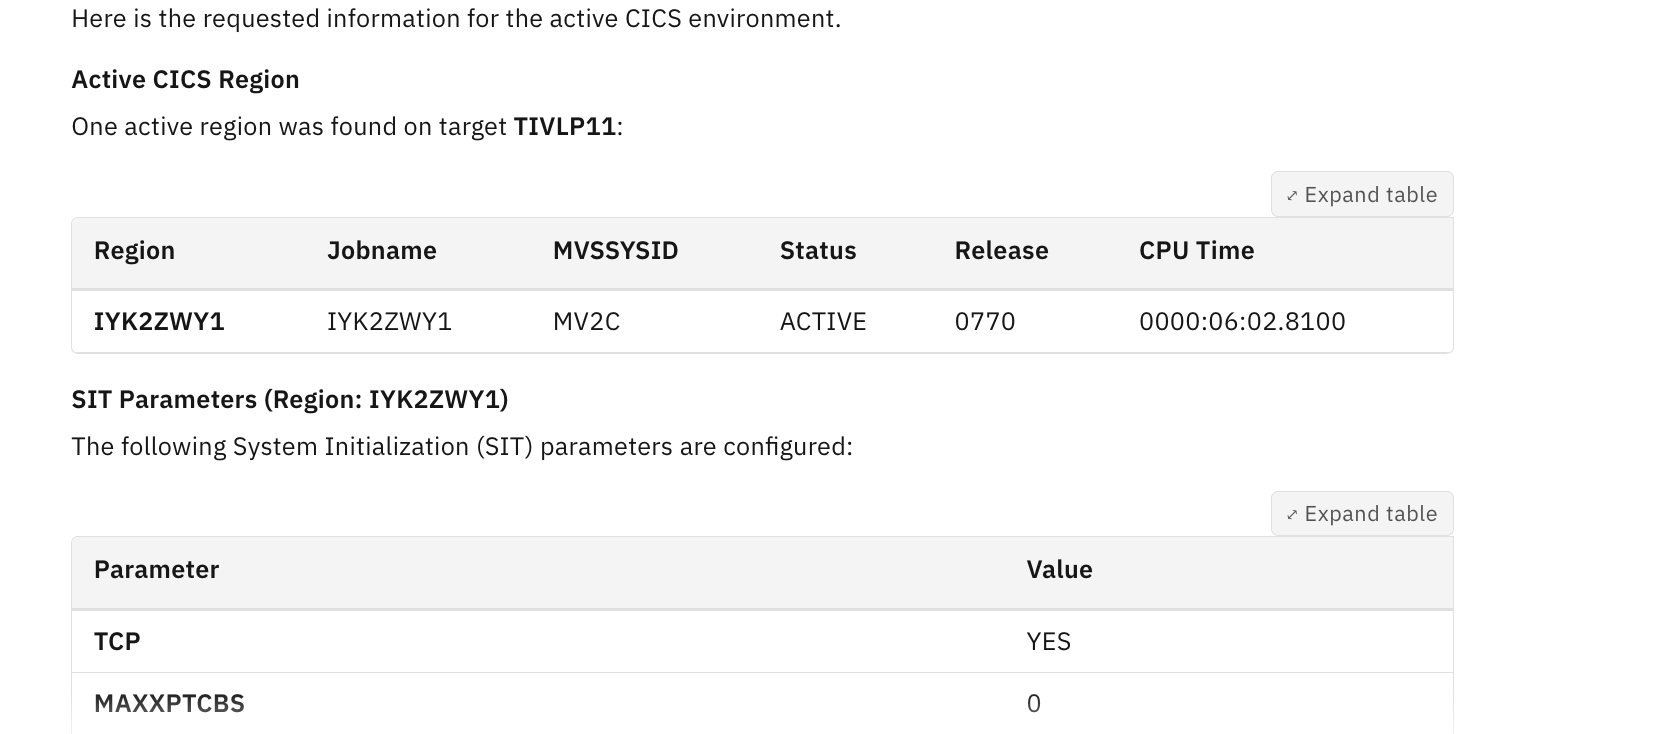 Here is the requested information for the active CICS environment.
Active CICS Region
One active region was found on target TIVLP11:
Expand table
Region Jobname MVSSYSID Status Release CPU Time
IYK2ZWY1 IYK2ZWY1 MV2C ACTIVE 0770 0000:06:02.8100
SIT Parameters (Region: IYK2ZWY1)
The following System Initialization (SIT) parameters are configured:
Expand table
Parameter Value
TCP YES
MAXXPTCBS 0